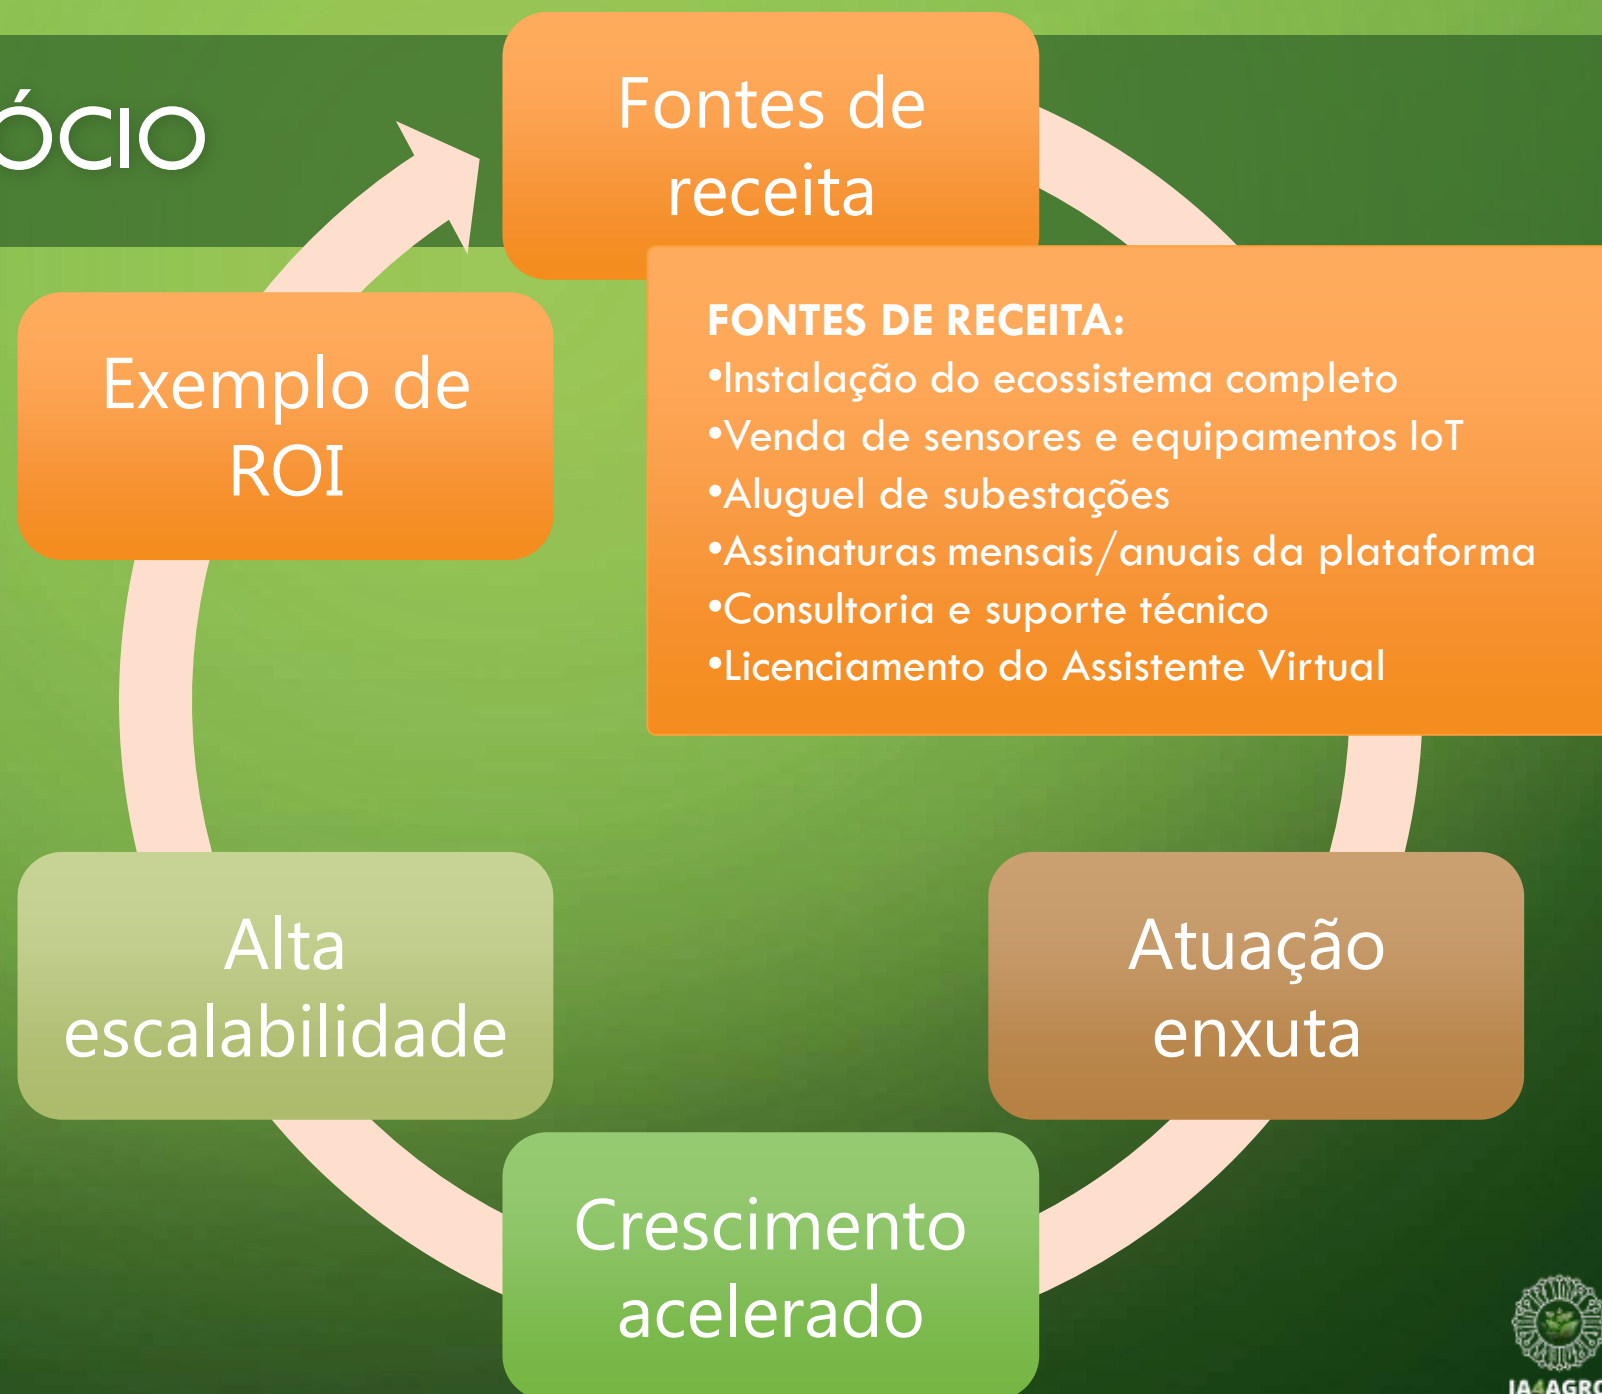 ÓCIO
Fontes de
receita
FONTES DE RECEITA:
•Instalação do ecossistema completo
•Venda de sensores e equipamentos IoT
•Aluguel de subestações
•Assinaturas mensais/anuais da plataforma
•Consultoria e suporte técnico
•Licenciamento do Assistente Virtual
Exemplo de
ROI
Alta
escalabilidade
Atuação
enxuta
Crescimento
acelerado
IA4AGRO